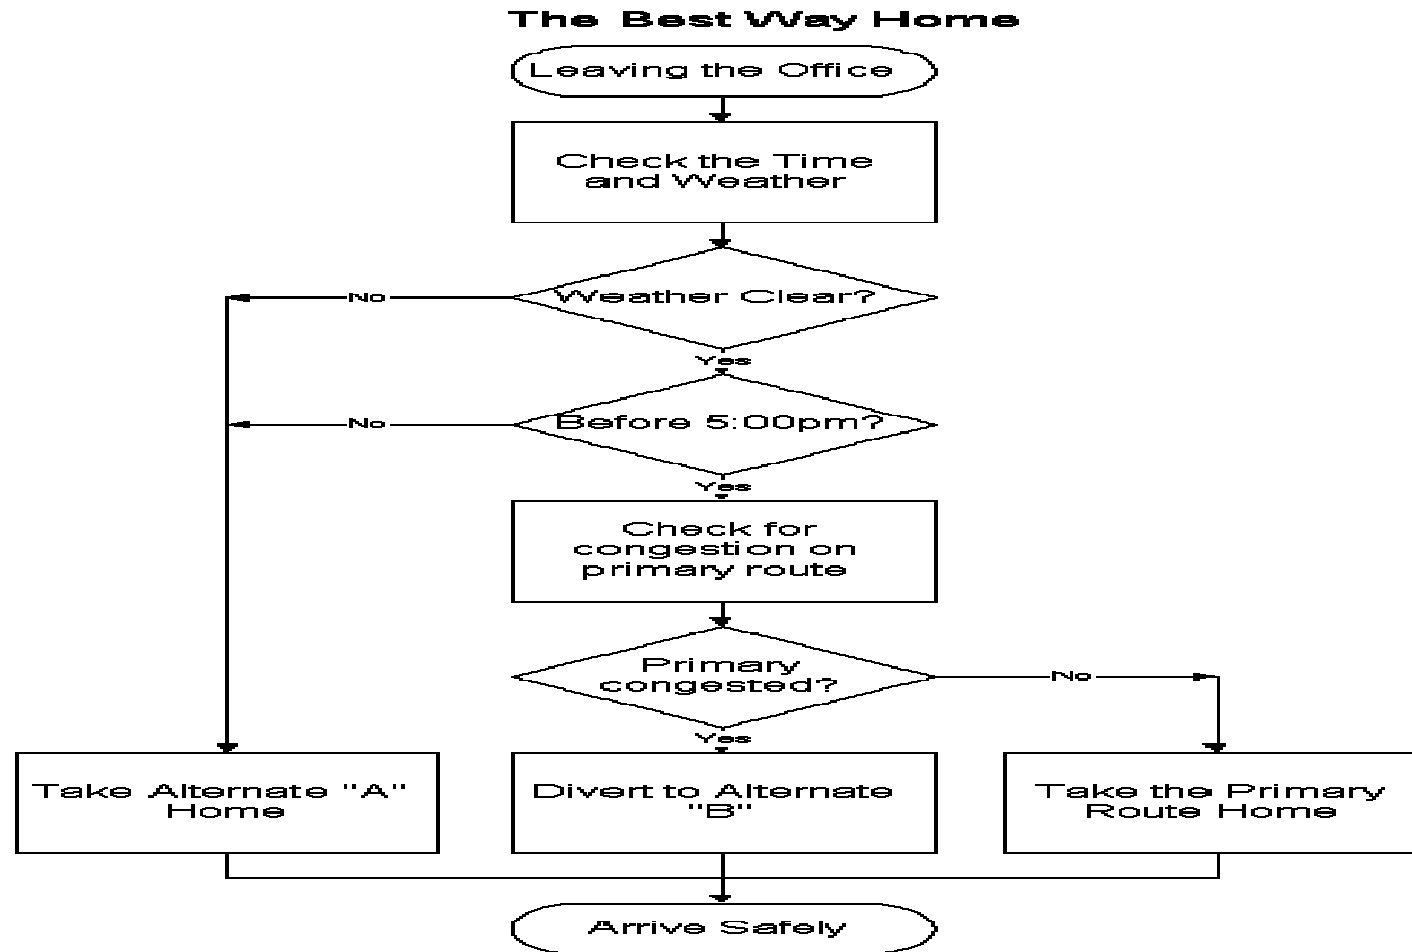 The Best Way Home
Leaving the Office
Check the Time
and Weather
Weather Clear?
No
Yes
Before 5:00pm?
No
Yes
Check for
congestion on
primary route
Primary
congested?
No
Yes
Take Alternate "A"
Home
Divert to Alternate
"B"
Take the Primary
Route Home
Arrive Safely